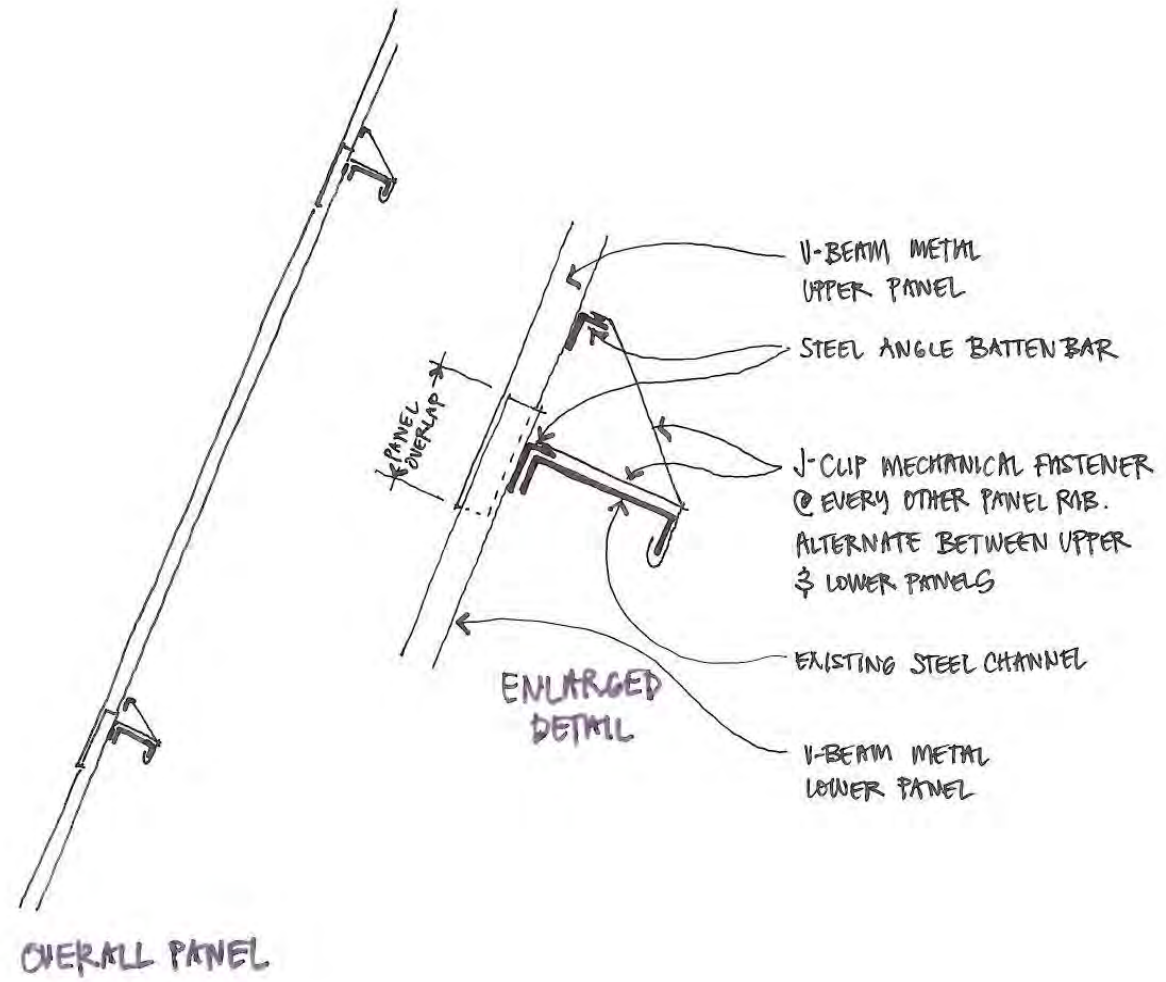 V-BEAM METAL
UPPER PANEL
STEEL ANGLE BATTEN BAR
PANEL
OVERLAP
J-CLIP MECHANICAL FASTENER
@ EVERY OTHER PANEL RIB.
ALTERNATE BETWEEN UPPER
& LOWER PANELS
EXISTING STEEL CHANNEL
ENLARGED
DETAIL
V-BEAM METAL
LOWER PANEL
OVERALL PANEL